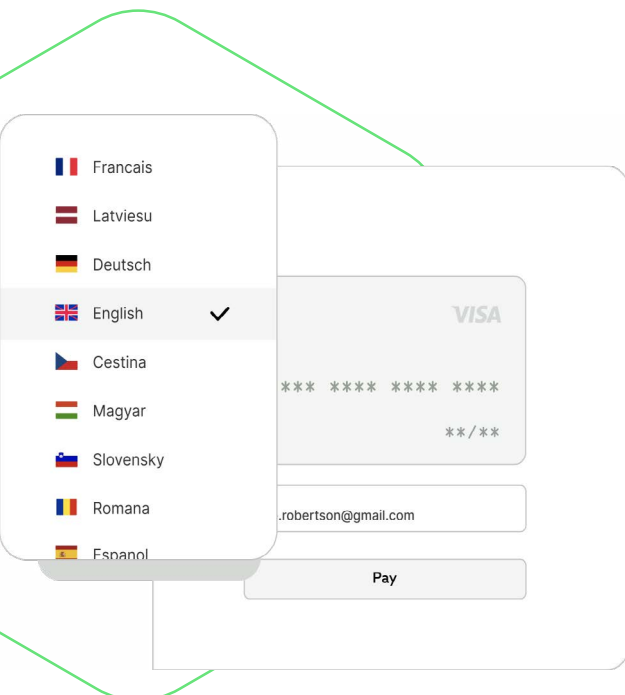 Francais
Latviesu
Deutsch
English
Cestina
Magyar
Slovensky
Romana
Espanol
VISA
*** **** **** ****
**/**
.robertson@gmail.com
Pay